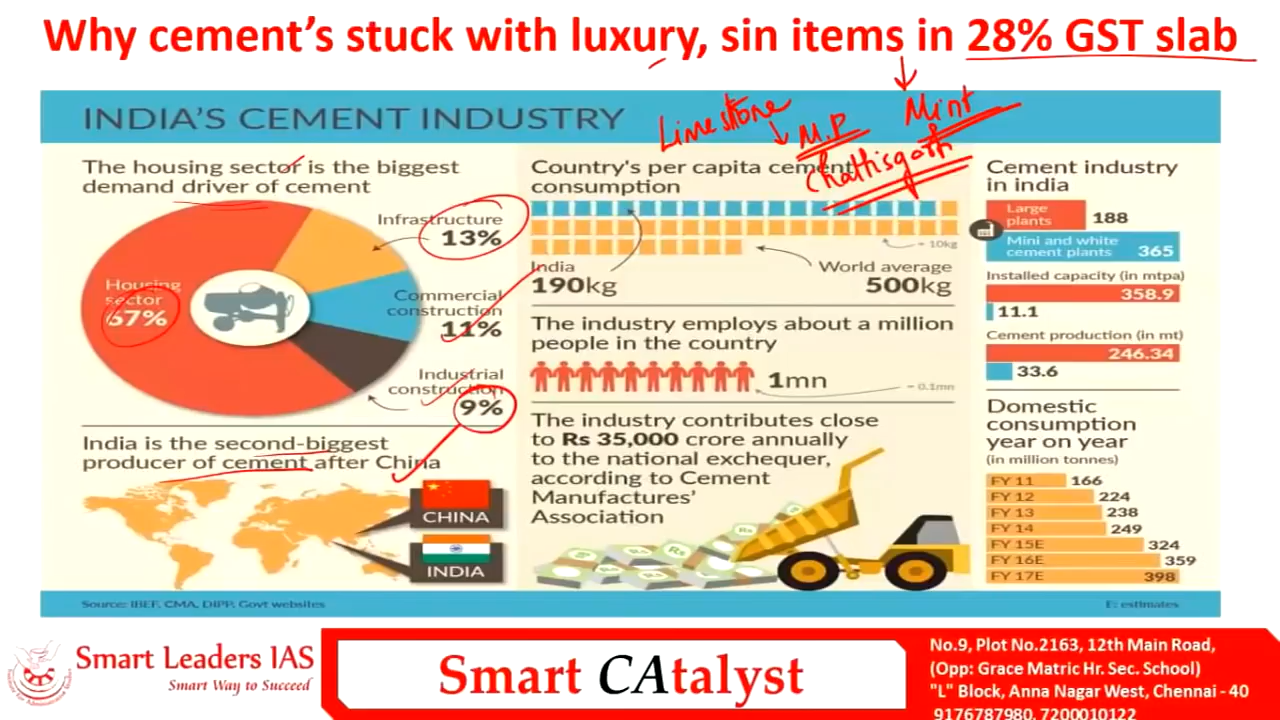 Why cement's stuck with luxury, sin items in 28% GST slab
INDIA'S CEMENT INDUSTRY
Limestone
M.P
Chattisgarh
Mint
The housing sector is the biggest
demand driver of cement
Infrastructure
13%
Housing
sector
67%
Commercial
construction
11%
Industrial
construction
9%
India is the second-biggest
producer of cement after China
CHINA
INDIA
Country's per capita cement
consumption
= 10kg
India
190kg
World average
500kg
The industry employs about a million
people in the country
1mn
= 0.1mn
The industry contributes close
to Rs 35,000 crore annually
to the national exchequer,
according to Cement
Manufactures'
Association
Rs
Rs
Rs
Cement industry
in india
Large
plants
188
Mini and white
cement plants
365
Installed capacity (in mtpa)
358.9
11.1
Cement production (in mt)
246.34
33.6
Domestic
consumption
year on year
(in million tonnes)
FY 11 166
FY 12 224
FY 13 238
FY 14 249
FY 15E 324
FY 16E 359
FY 17E 398
Source: IBEF, CMA, DIPP, Govt websites
E: estimates
Smart Leaders IAS
Smart Way to Succeed
Smart CAtalyst
No.9, Plot No.2163, 12th Main Road,
(Opp: Grace Matric Hr. Sec. School)
"L" Block, Anna Nagar West, Chennai - 40
9176787980, 7200010122